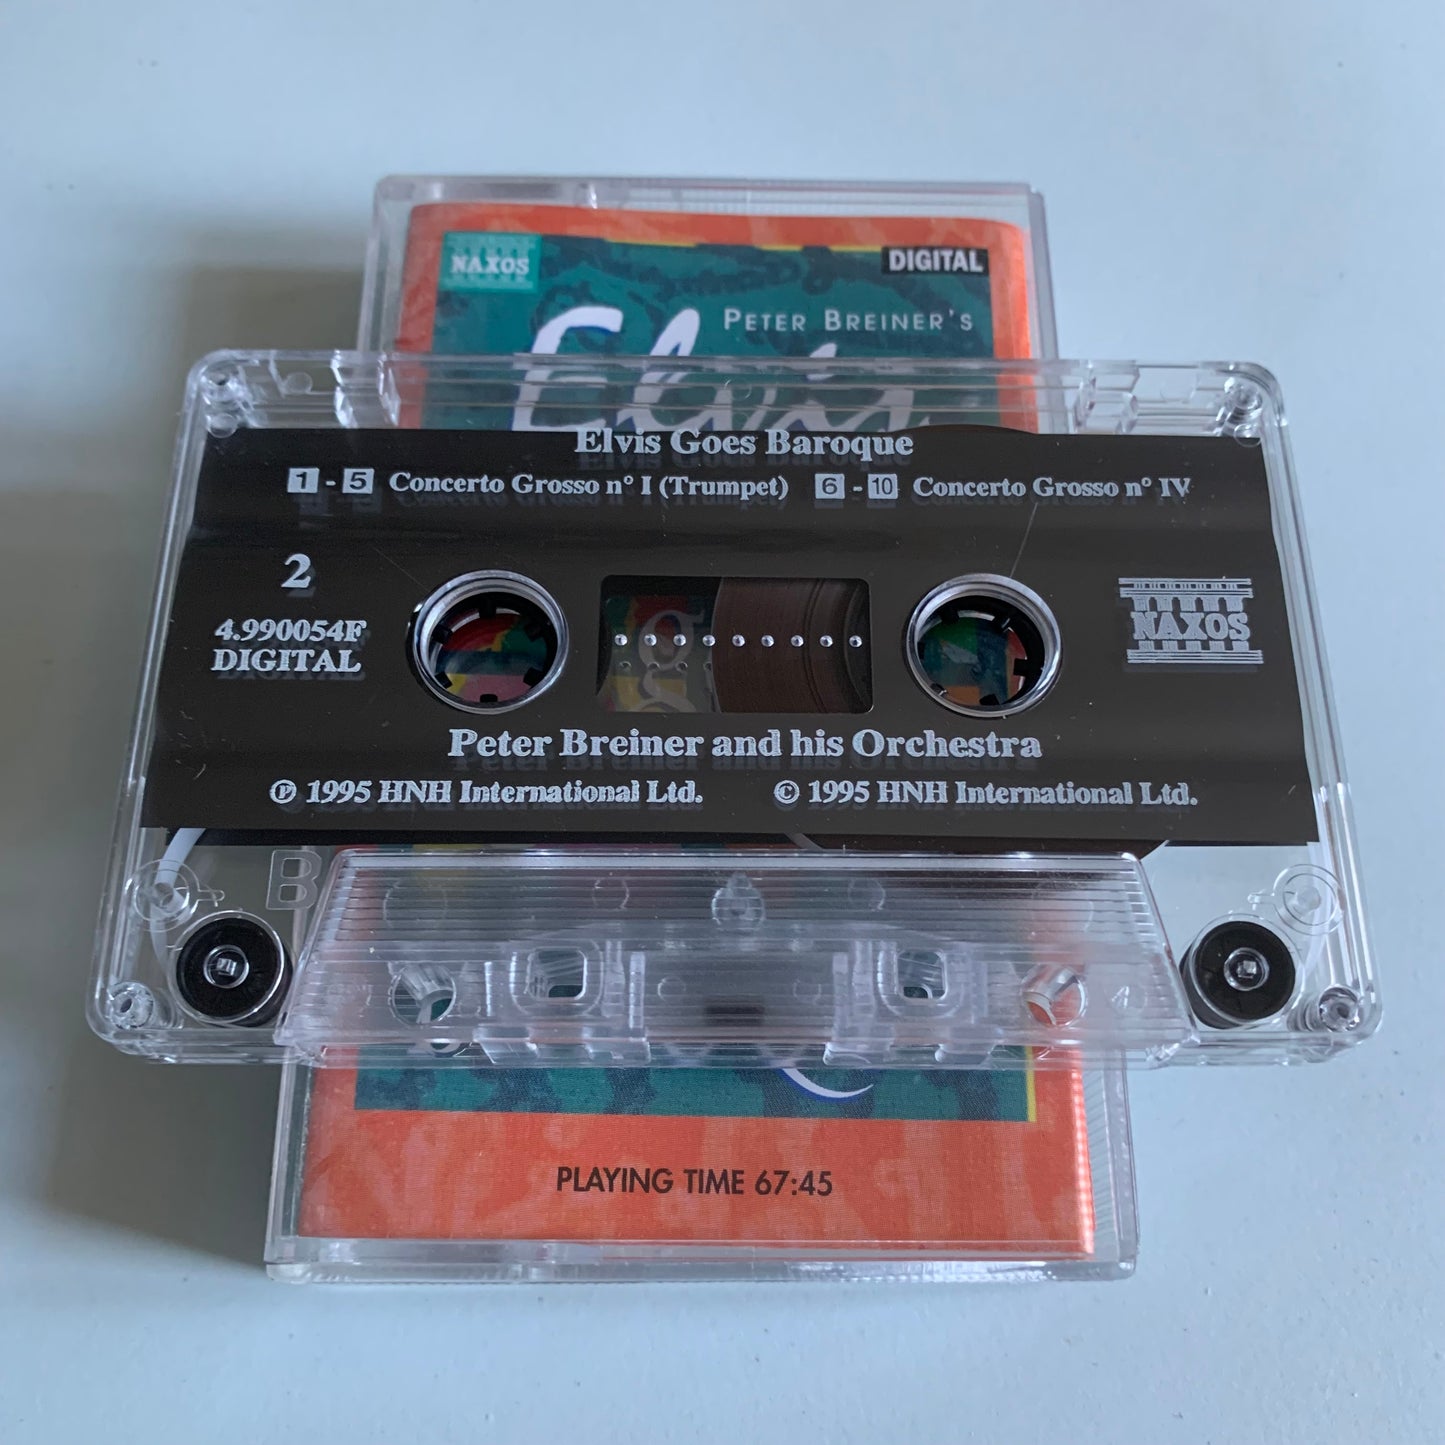 NAXOS
DIGITAL
PETER BREINER'S
Elvis
Elvis Goes Baroque
1 - 5 Concerto Grosso n° I (Trumpet) 6 - 10 Concerto Grosso n° IV
2
4.990054F
DIGITAL
NAXOS
Peter Breiner and his Orchestra
℗ 1995 HNH International Ltd. © 1995 HNH International Ltd.
B
PLAYING TIME 67:45